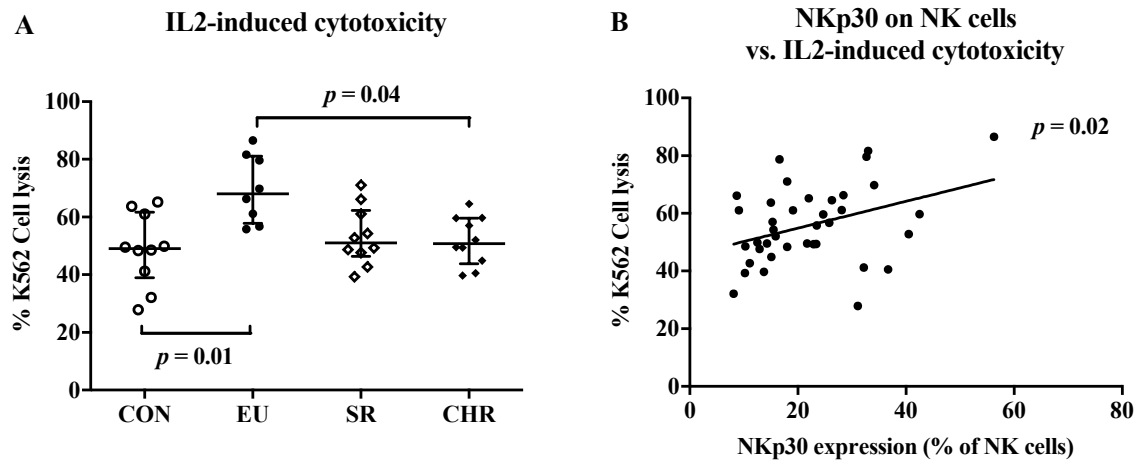 A
IL2-induced cytotoxicity
% K562 Cell lysis
100
80
60
40
20
0
p = 0.04
p = 0.01
CON EU SR CHR
B
NKp30 on NK cells
vs. IL2-induced cytotoxicity
% K562 Cell lysis
100
80
60
40
20
0
p = 0.02
0 20 40 60 80
NKp30 expression (% of NK cells)